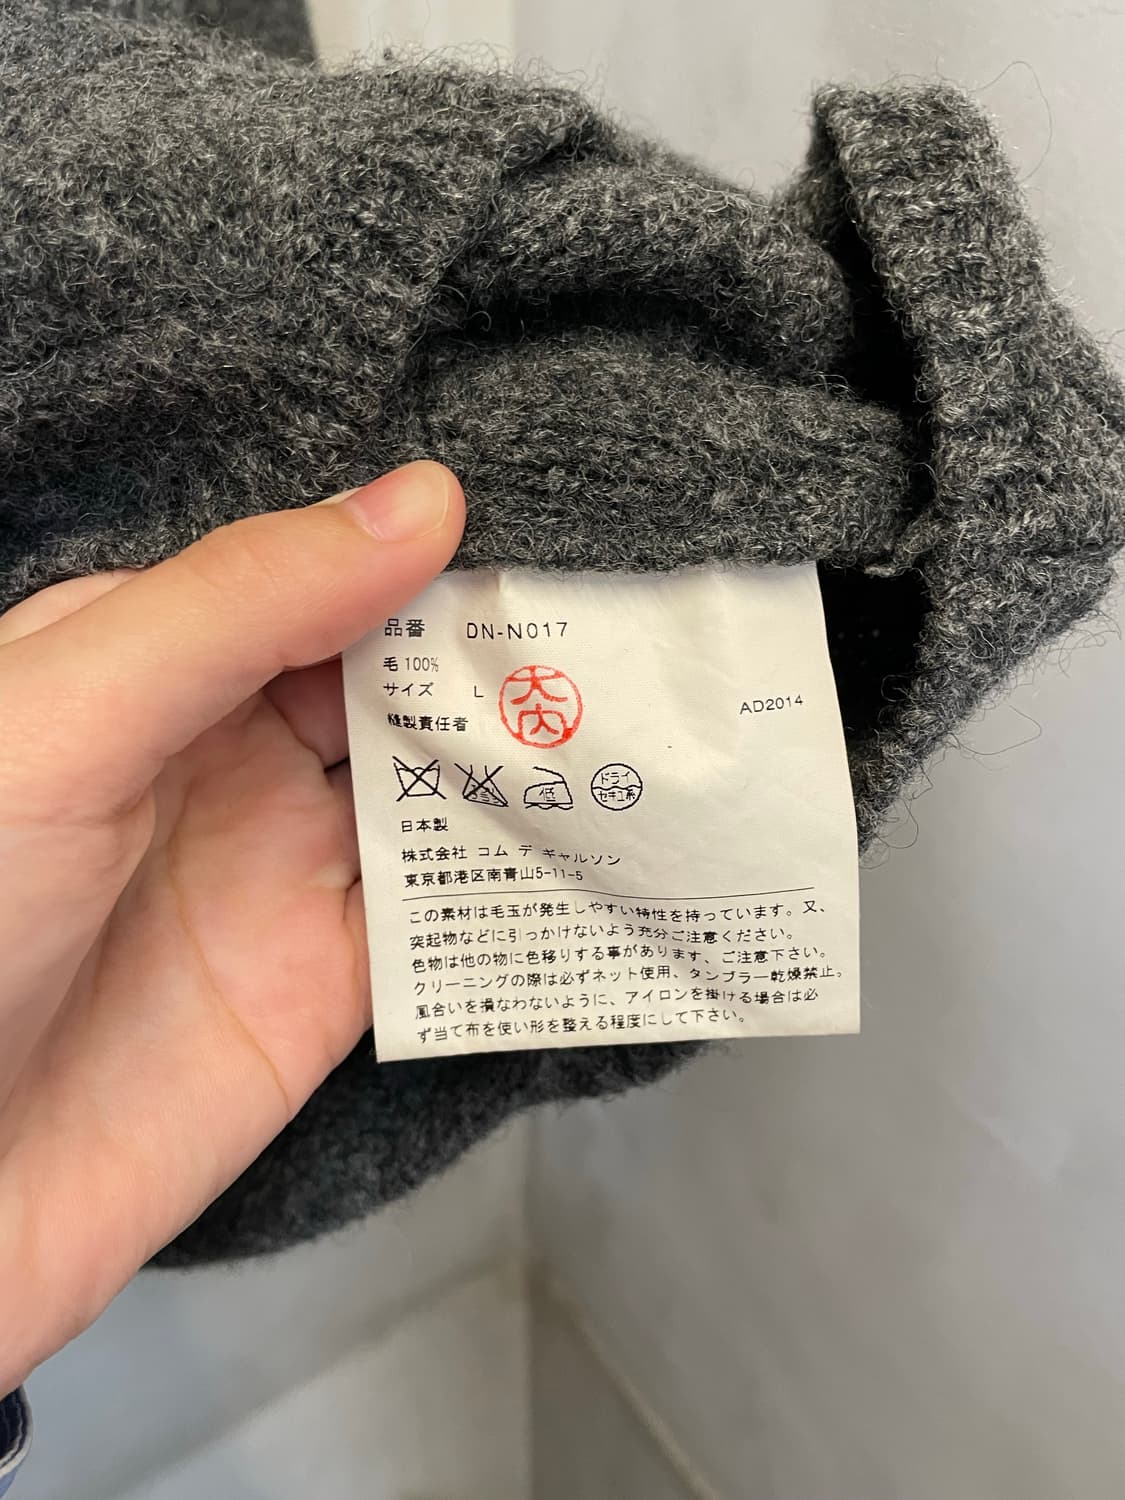 品番 DN-N017
毛 100%
サイズ L
縫製責任者
大内
AD2014
低
ドライ
セキユ系
日本製
株式会社 コム デ ギャルソン
東京都港区南青山5-11-5
この素材は毛玉が発生しやすい特性を持っています。又、
突起物などに引っかけないよう充分ご注意ください。
色物は他の物に色移りする事があります、ご注意下さい。
クリーニングの際は必ずネット使用、タンブラー乾燥禁止。
風合いを損なわないように、アイロンを掛ける場合は必
ず当て布を使い形を整える程度にして下さい。